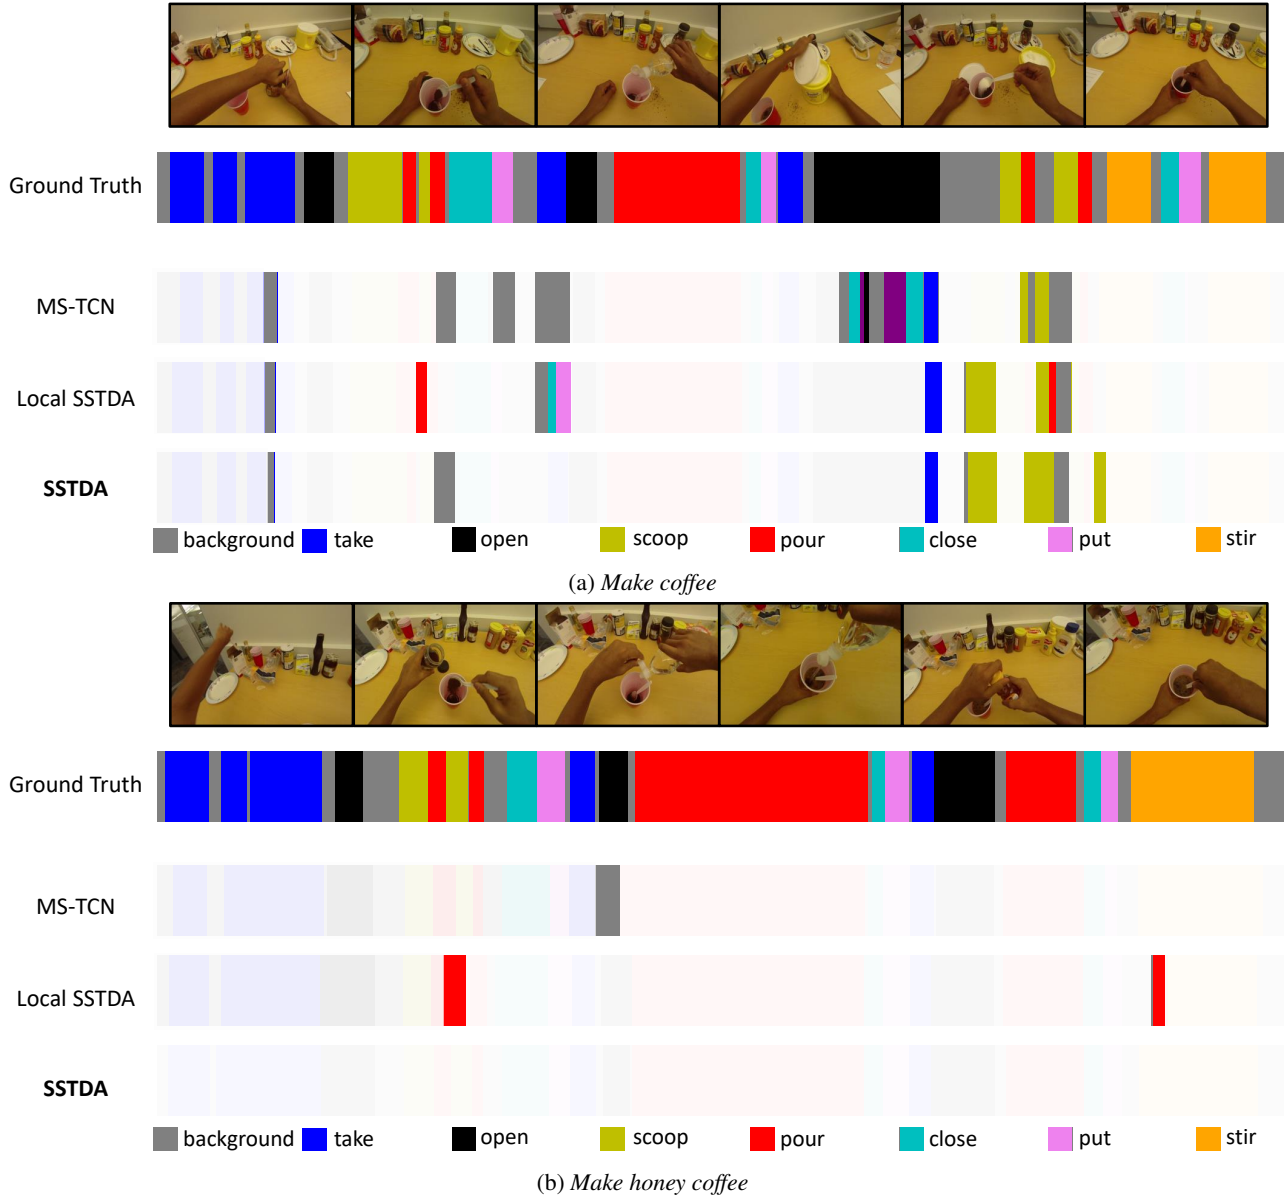 Ground Truth
MS-TCN
Local SSTDA
SSTDA
background take open scoop pour close put stir
(a) Make coffee
Ground Truth
MS-TCN
Local SSTDA
SSTDA
background take open scoop pour close put stir
(b) Make honey coffee